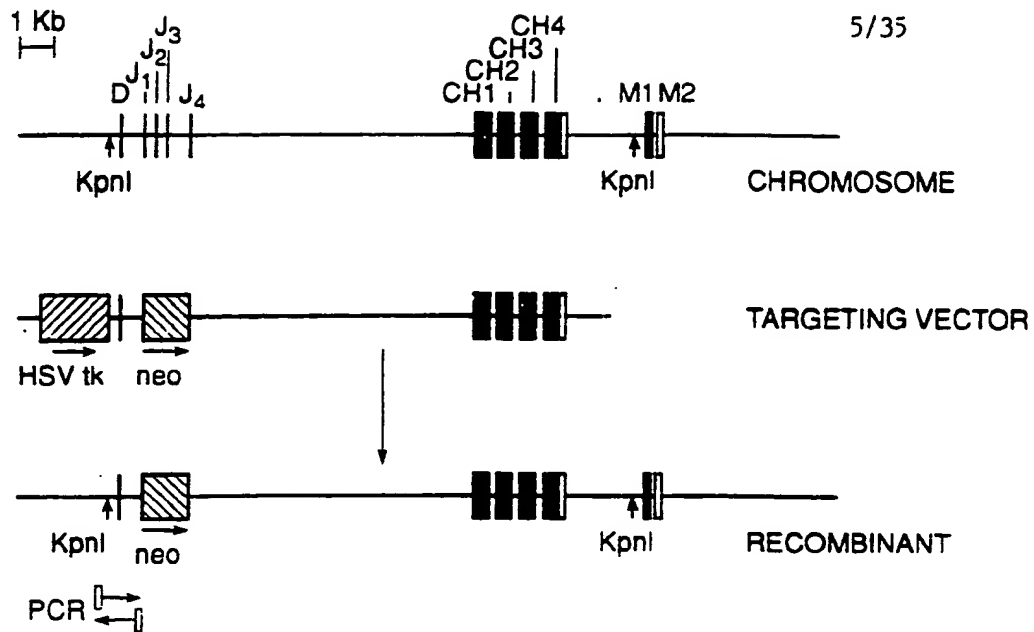 1 Kb
5/35
D J1 J2 J3 J4
CH1 CH2 CH3 CH4
M1 M2
KpnI
KpnI
CHROMOSOME
TARGETING VECTOR
HSV tk
neo
KpnI
neo
KpnI
RECOMBINANT
PCR